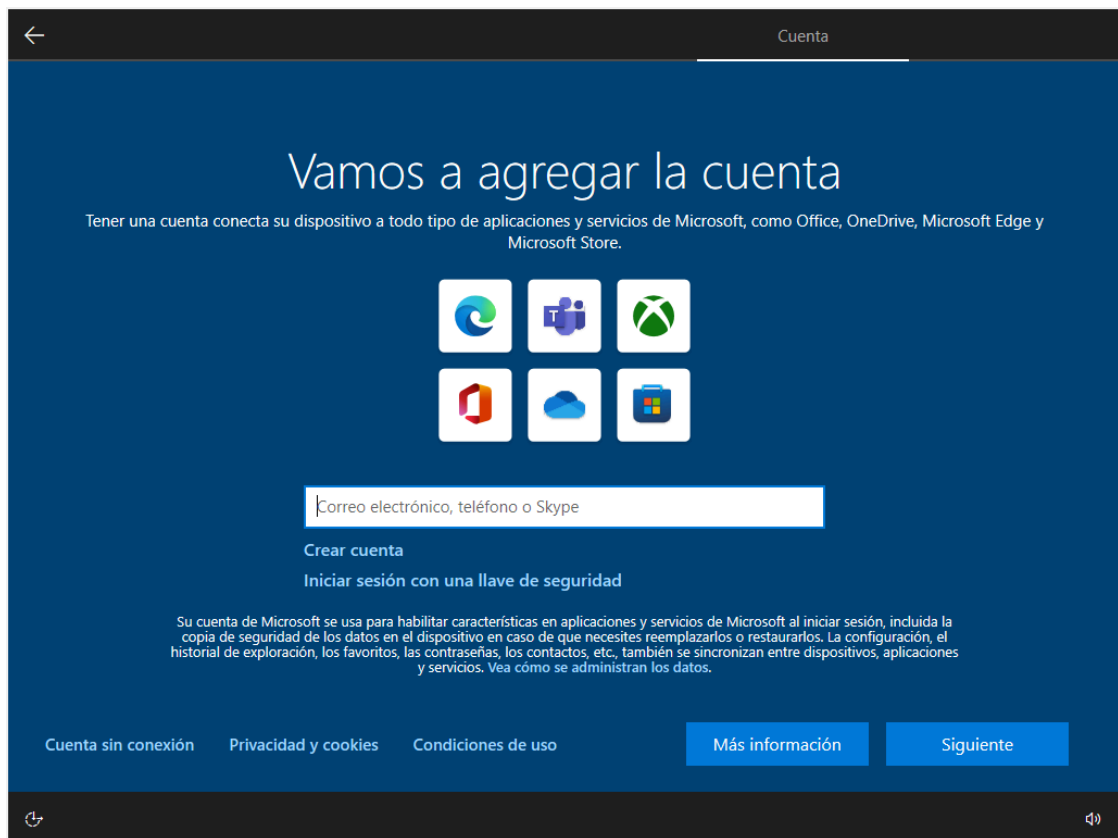 Cuenta
Vamos a agregar la cuenta
Tener una cuenta conecta su dispositivo a todo tipo de aplicaciones y servicios de Microsoft, como Office, OneDrive, Microsoft Edge y
Microsoft Store.
T
Correo electrónico, teléfono o Skype
Crear cuenta
Iniciar sesión con una llave de seguridad
Su cuenta de Microsoft se usa para habilitar características en aplicaciones y servicios de Microsoft al iniciar sesión, incluida la
copia de seguridad de los datos en el dispositivo en caso de que necesites reemplazarlos o restaurarlos. La configuración, el
historial de exploración, los favoritos, las contraseñas, los contactos, etc., también se sincronizan entre dispositivos, aplicaciones
y servicios. Vea cómo se administran los datos.
Cuenta sin conexión Privacidad y cookies Condiciones de uso Más información Siguiente